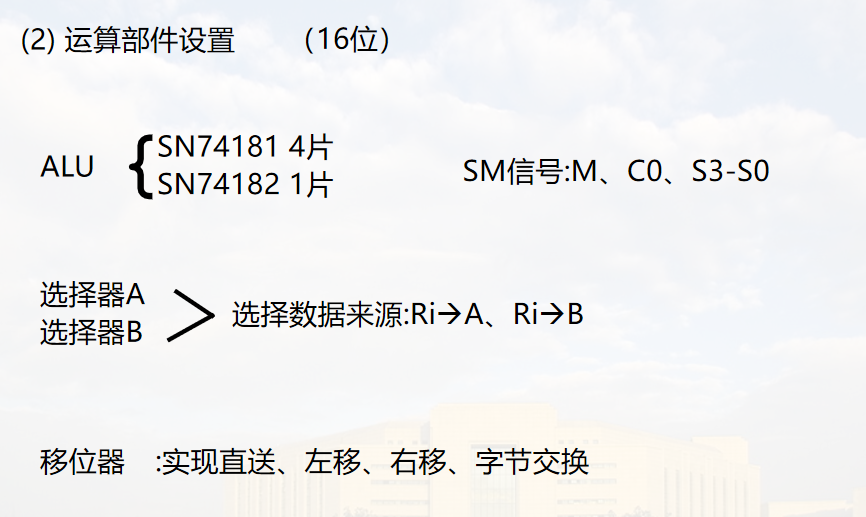 (2) 运算部件设置 （16位）
ALU { SN74181 4片
SN74182 1片
SM信号:M、C0、S3-S0
选择器A
选择器B
选择数据来源:Ri→A、Ri→B
移位器 :实现直送、左移、右移、字节交换